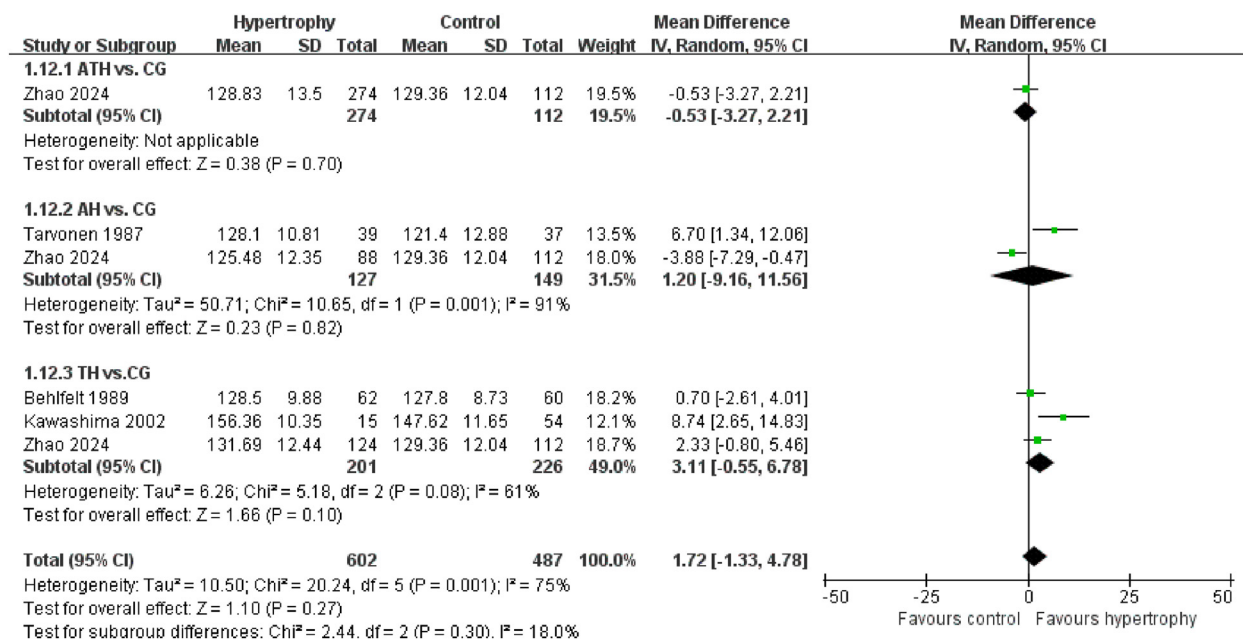 Hypertrophy Control Mean Difference Mean Difference
Study or Subgroup Mean SD Total Mean SD Total Weight IV, Random, 95% CI IV, Random, 95% CI
1.12.1 ATH vs. CG
Zhao 2024 128.83 13.5 274 129.36 12.04 112 19.5% -0.53 [-3.27, 2.21]
Subtotal (95% CI) 274 112 19.5% -0.53 [-3.27, 2.21]
Heterogeneity: Not applicable
Test for overall effect: Z = 0.38 (P = 0.70)
1.12.2 AH vs. CG
Tarvonen 1987 128.1 10.81 39 121.4 12.88 37 13.5% 6.70 [1.34, 12.06]
Zhao 2024 125.48 12.35 88 129.36 12.04 112 18.0% -3.88 [-7.29, -0.47]
Subtotal (95% CI) 127 149 31.5% 1.20 [-9.16, 11.56]
Heterogeneity: Tau² = 50.71; Chi² = 10.65, df = 1 (P = 0.001); I² = 91%
Test for overall effect: Z = 0.23 (P = 0.82)
1.12.3 TH vs.CG
Behlfelt 1989 128.5 9.88 62 127.8 8.73 60 18.2% 0.70 [-2.61, 4.01]
Kawashima 2002 156.36 10.35 15 147.62 11.65 54 12.1% 8.74 [2.65, 14.83]
Zhao 2024 131.69 12.44 124 129.36 12.04 112 18.7% 2.33 [-0.80, 5.46]
Subtotal (95% CI) 201 226 49.0% 3.11 [-0.55, 6.78]
Heterogeneity: Tau² = 6.26; Chi² = 5.18, df = 2 (P = 0.08); I² = 61%
Test for overall effect: Z = 1.66 (P = 0.10)
Total (95% CI) 602 487 100.0% 1.72 [-1.33, 4.78]
Heterogeneity: Tau² = 10.50; Chi² = 20.24, df = 5 (P = 0.001); I² = 75%
Test for overall effect: Z = 1.10 (P = 0.27)
Test for subgroup differences: Chi² = 2.44, df = 2 (P = 0.30), I² = 18.0%
-50 -25 0 25 50
Favours control Favours hypertrophy